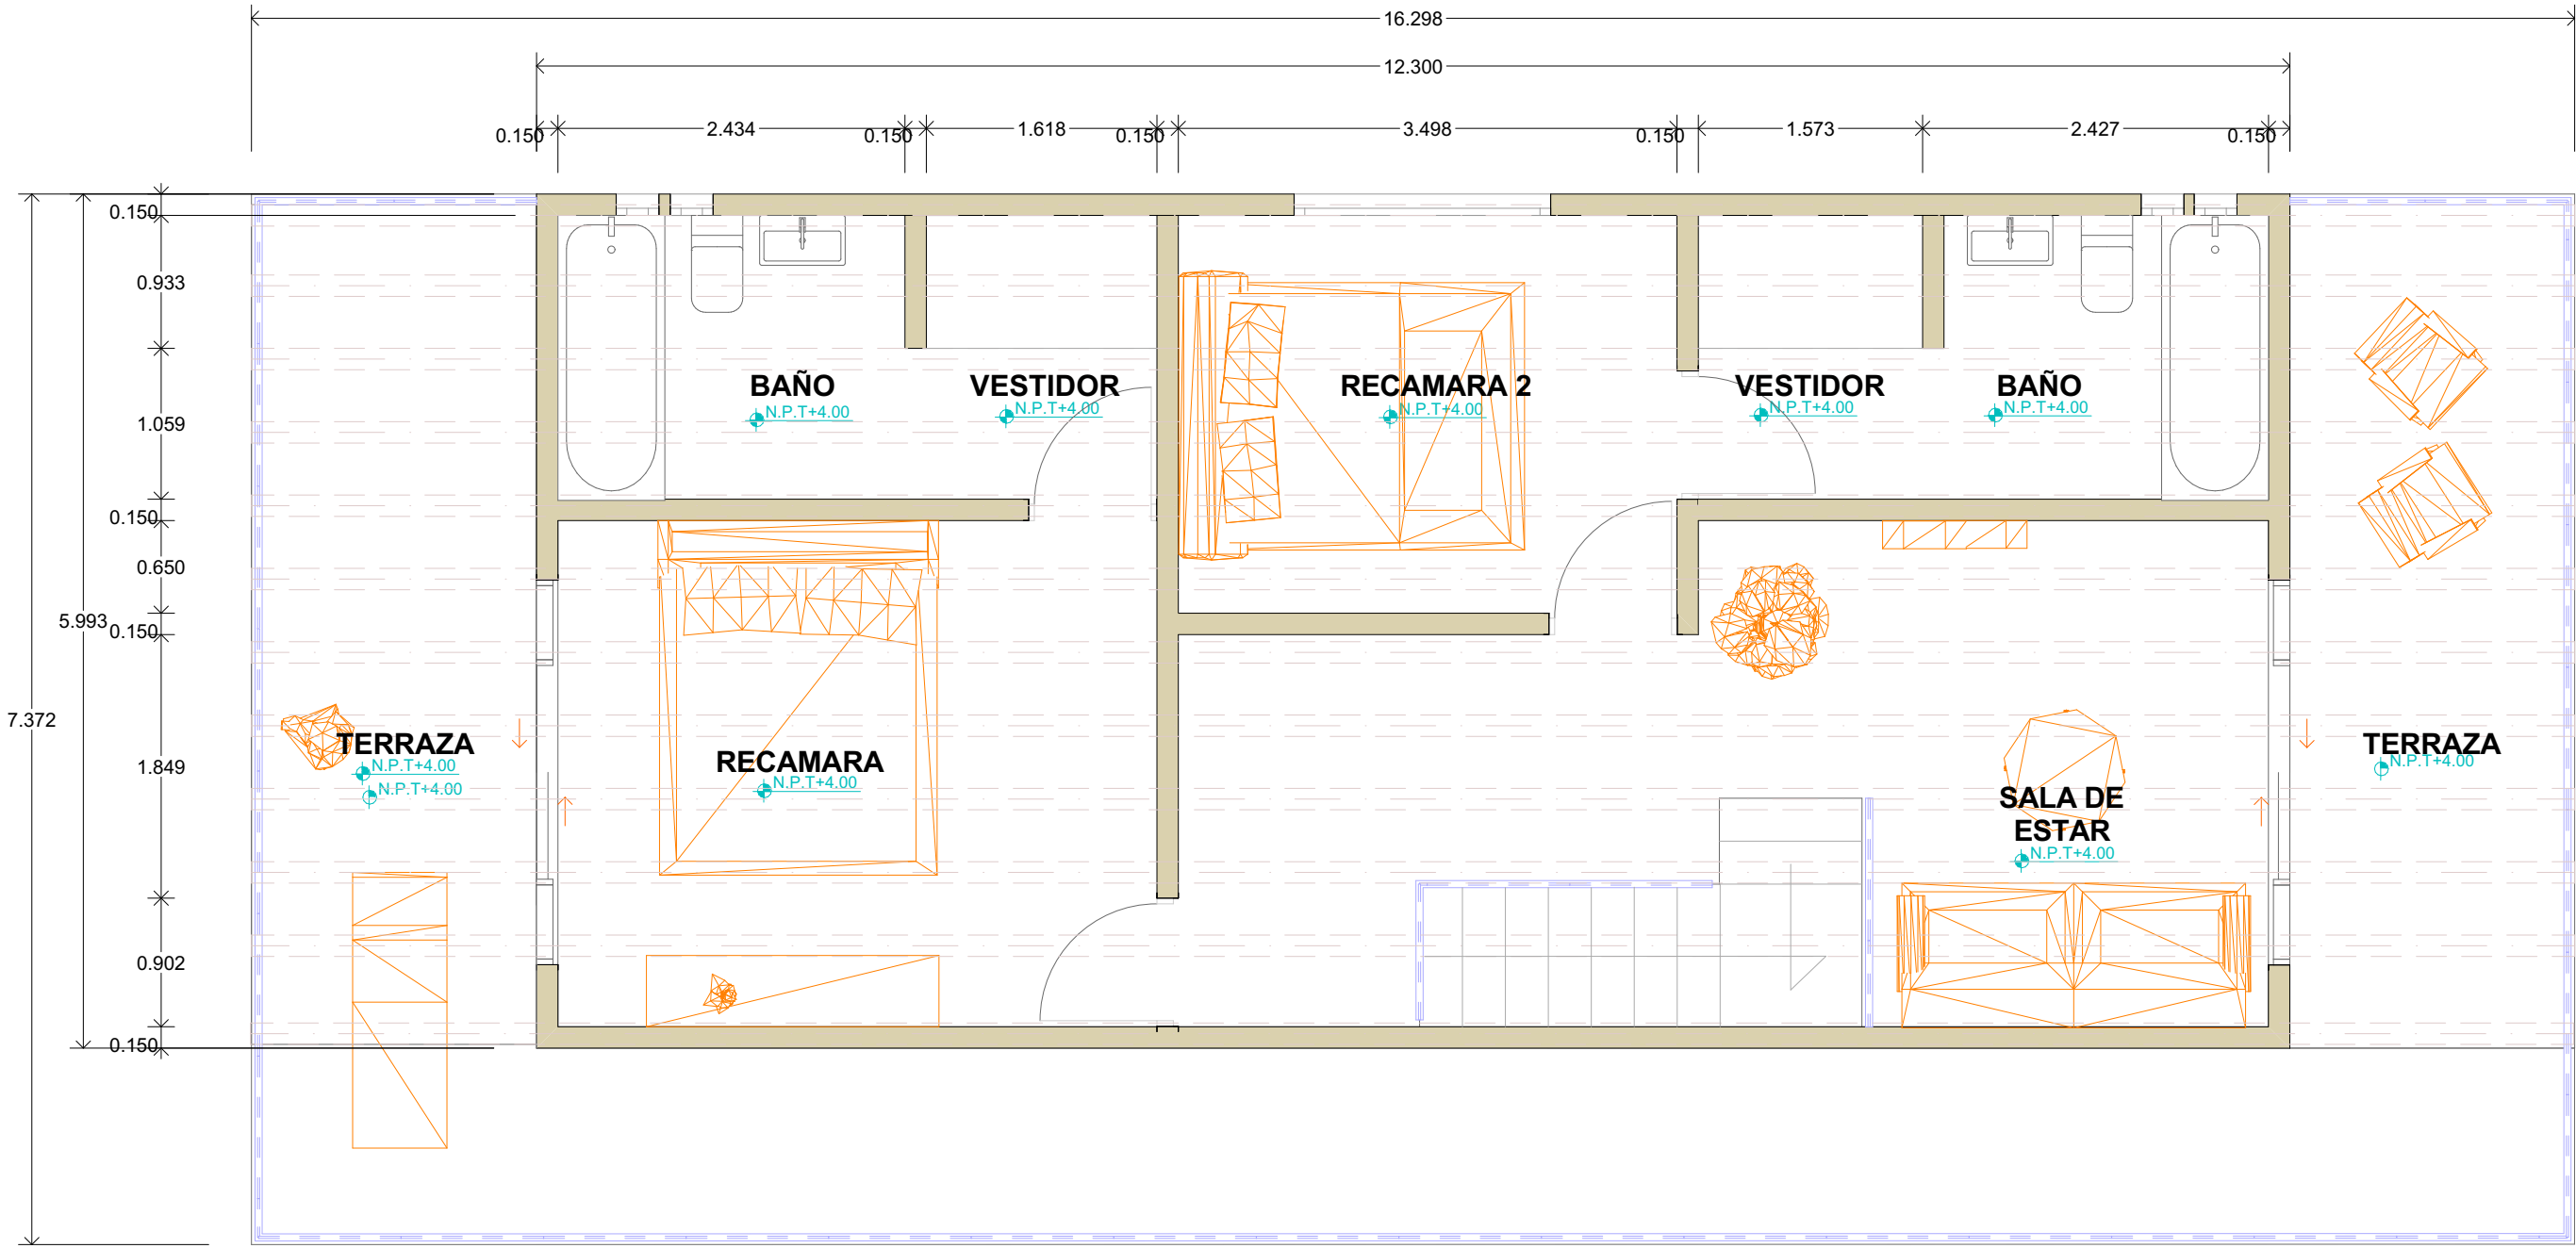 16.298
12.300
0.150
2.434
0.150
1.618
0.150
3.498
0.150
1.573
2.427
0.150
0.150
0.933
1.059
0.150
0.650
0.150
1.849
0.902
0.150
5.993
7.372
BAÑO
N.P.T+4.00
VESTIDOR
N.P.T+4.00
RECAMARA 2
N.P.T+4.00
VESTIDOR
N.P.T+4.00
BAÑO
N.P.T+4.00
TERRAZA
N.P.T+4.00
N.P.T+4.00
RECAMARA
N.P.T+4.00
SALA DE
ESTAR
N.P.T+4.00
TERRAZA
N.P.T+4.00